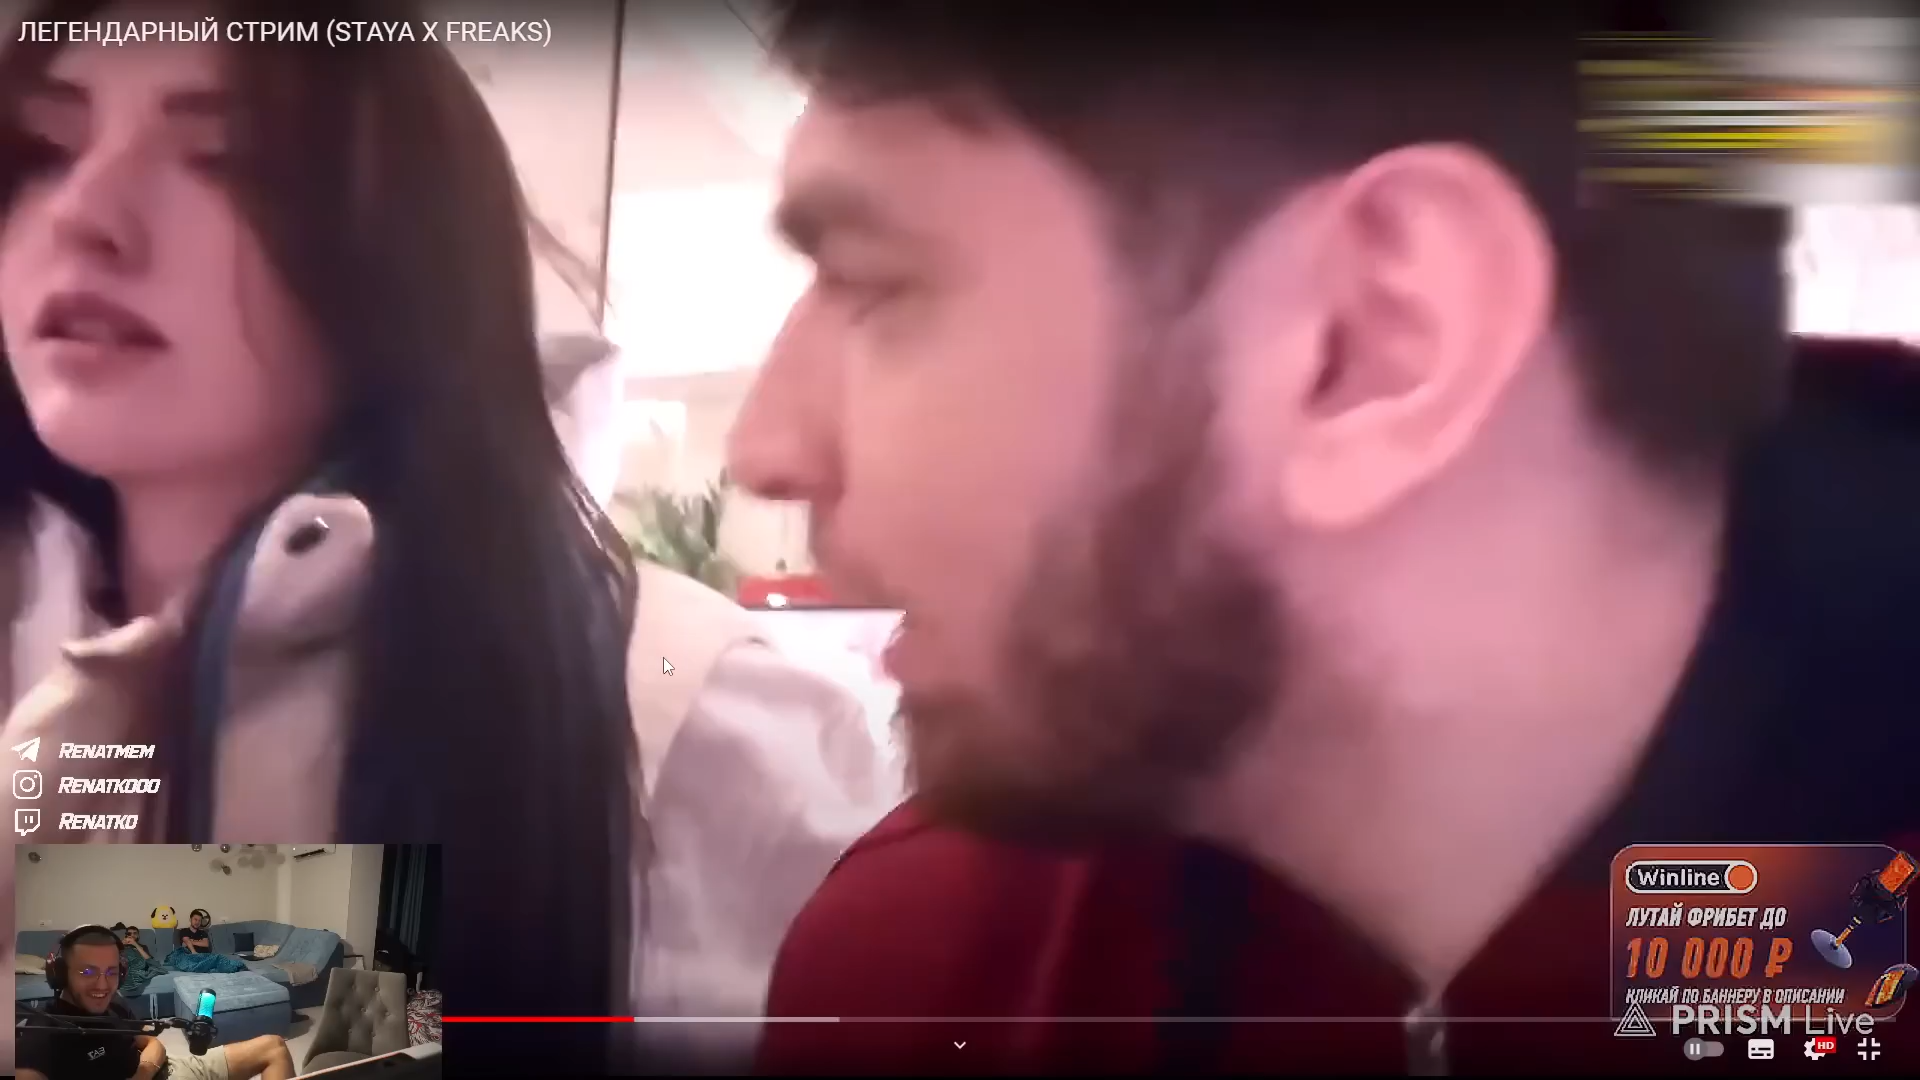 ЛЕГЕНДАРНЫЙ СТРИМ (STAYA X FREAKS)
RENATMEM
RENATKOOO
RENATKO
Winline
ЛУТАЙ ФРИБЕТ ДО
10 000 ₽
КЛИКАЙ ПО БАННЕРУ В ОПИСАНИИ
PRISM Live
HD